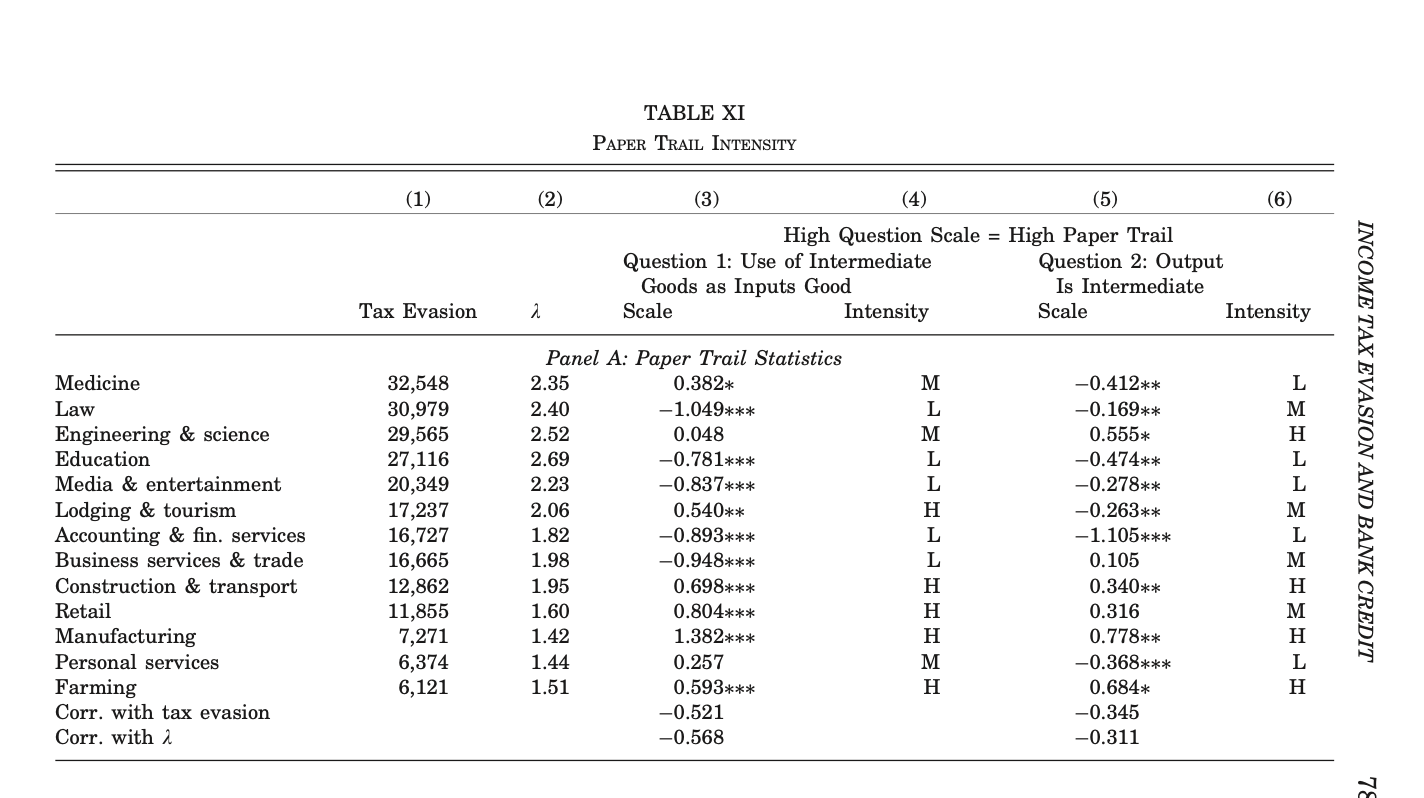 TABLE XI
PAPER TRAIL INTENSITY
(1) (2) (3) (4) (5) (6)
High Question Scale = High Paper Trail
Question 1: Use of Intermediate Question 2: Output
Goods as Inputs Good Is Intermediate
Tax Evasion λ Scale Intensity Scale Intensity
Panel A: Paper Trail Statistics
Medicine 32,548 2.35 0.382* M −0.412** L
Law 30,979 2.40 −1.049*** L −0.169** M
Engineering & science 29,565 2.52 0.048 M 0.555* H
Education 27,116 2.69 −0.781*** L −0.474** L
Media & entertainment 20,349 2.23 −0.837*** L −0.278** L
Lodging & tourism 17,237 2.06 0.540** H −0.263** M
Accounting & fin. services 16,727 1.82 −0.893*** L −1.105*** L
Business services & trade 16,665 1.98 −0.948*** L 0.105 M
Construction & transport 12,862 1.95 0.698*** H 0.340** H
Retail 11,855 1.60 0.804*** H 0.316 M
Manufacturing 7,271 1.42 1.382*** H 0.778** H
Personal services 6,374 1.44 0.257 M −0.368*** L
Farming 6,121 1.51 0.593*** H 0.684* H
Corr. with tax evasion −0.521 −0.345
Corr. with λ −0.568 −0.311
INCOME TAX EVASION AND BANK CREDIT